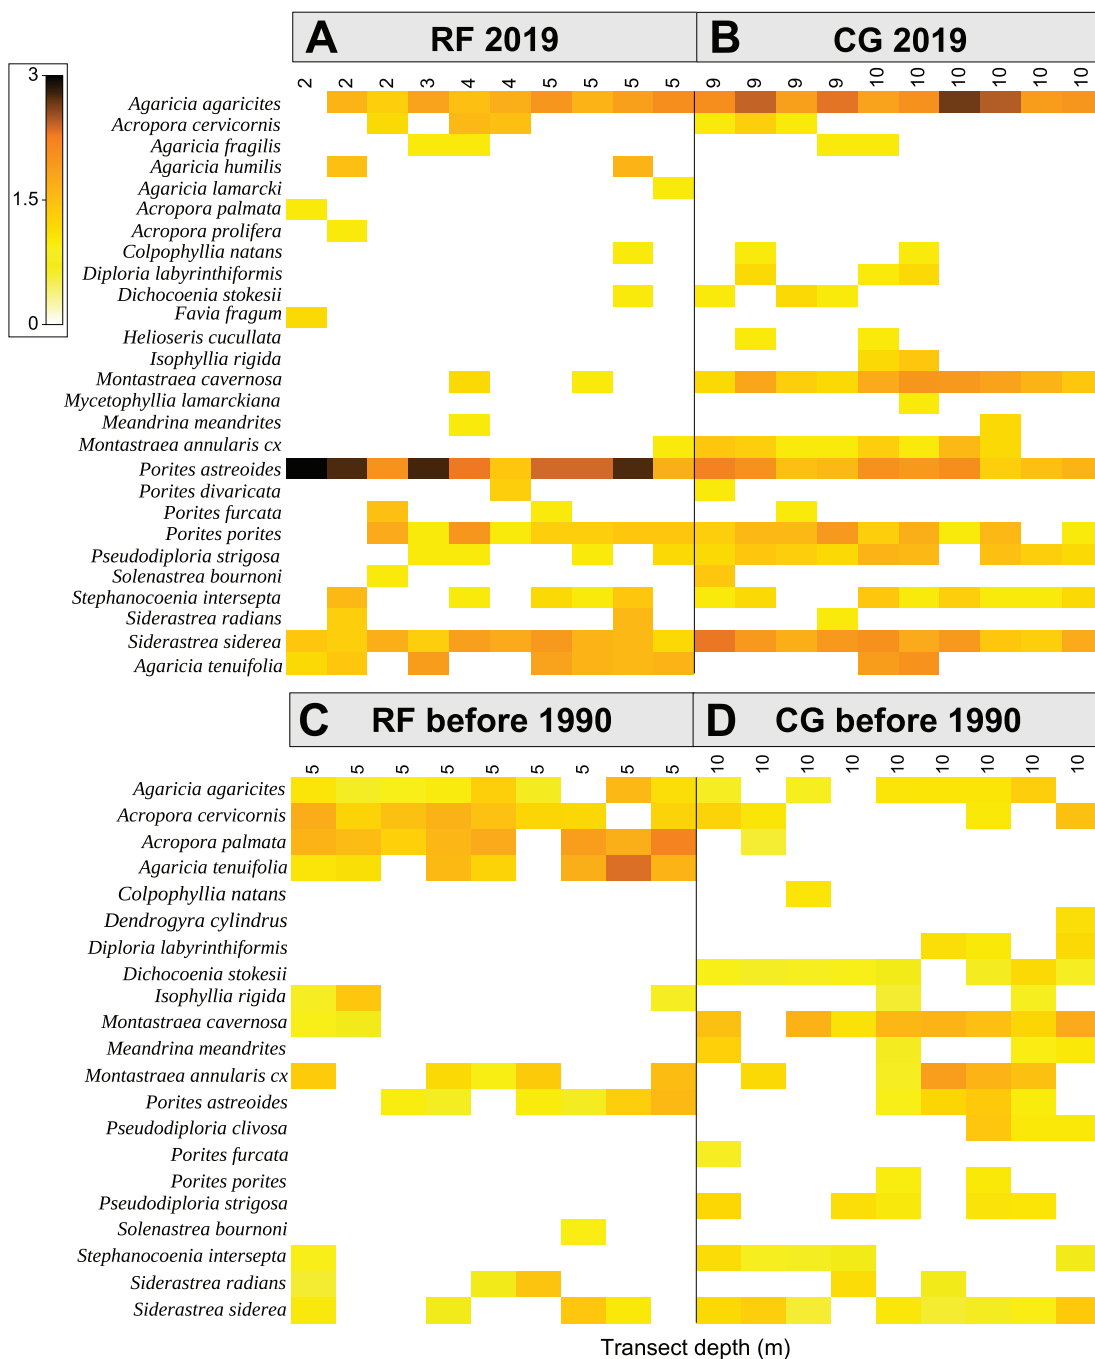 A RF 2019 B CG 2019
2 2 2 3 4 4 5 5 5 5 9 9 9 9 10 10 10 10 10 10
3
1.5
0
Agaricia agaricites
Acropora cervicornis
Agaricia fragilis
Agaricia humilis
Agaricia lamarcki
Acropora palmata
Acropora prolifera
Colpophyllia natans
Diploria labyrinthiformis
Dichocoenia stokesii
Favia fragum
Helioseris cucullata
Isophyllia rigida
Montastraea cavernosa
Mycetophyllia lamarckiana
Meandrina meandrites
Montastraea annularis cx
Porites astreoides
Porites divaricata
Porites furcata
Porites porites
Pseudodiploria strigosa
Solenastrea bournoni
Stephanocoenia intersepta
Siderastrea radians
Siderastrea siderea
Agaricia tenuifolia
C RF before 1990 D CG before 1990
5 5 5 5 5 5 5 5 5 10 10 10 10 10 10 10 10 10
Agaricia agaricites
Acropora cervicornis
Acropora palmata
Agaricia tenuifolia
Colpophyllia natans
Dendrogyra cylindrus
Diploria labyrinthiformis
Dichocoenia stokesii
Isophyllia rigida
Montastraea cavernosa
Meandrina meandrites
Montastraea annularis cx
Porites astreoides
Pseudodiploria clivosa
Porites furcata
Porites porites
Pseudodiploria strigosa
Solenastrea bournoni
Stephanocoenia intersepta
Siderastrea radians
Siderastrea siderea
Transect depth (m)